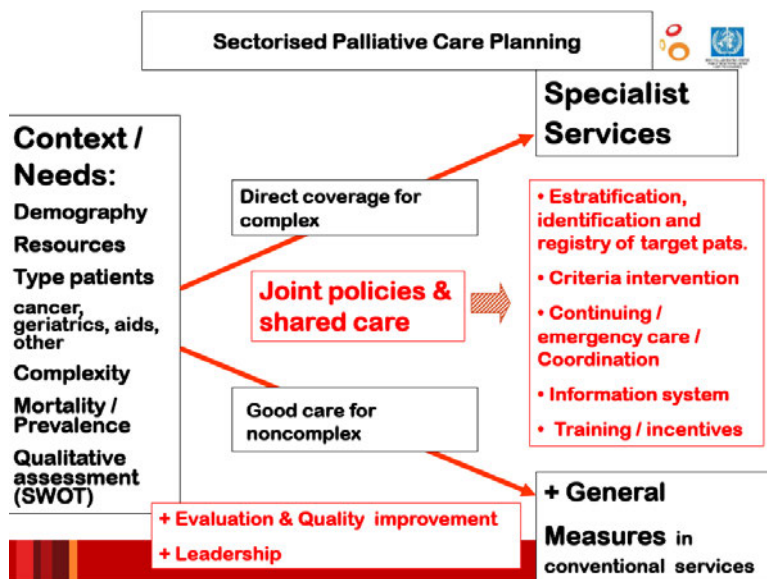 Sectorised Palliative Care Planning
Specialist
Services
Context /
Needs:
Demography
Resources
Type patients
cancer,
geriatrics, aids,
other
Complexity
Mortality /
Prevalence
Qualitative
assessment
(SWOT)
Direct coverage for
complex
Joint policies &
shared care
Good care for
noncomplex
• Estratification,
identification and
registry of target pats.
• Criteria intervention
• Continuing /
emergency care /
Coordination
• Information system
• Training / incentives
+ Evaluation & Quality improvement
+ Leadership
+ General
Measures in
conventional services